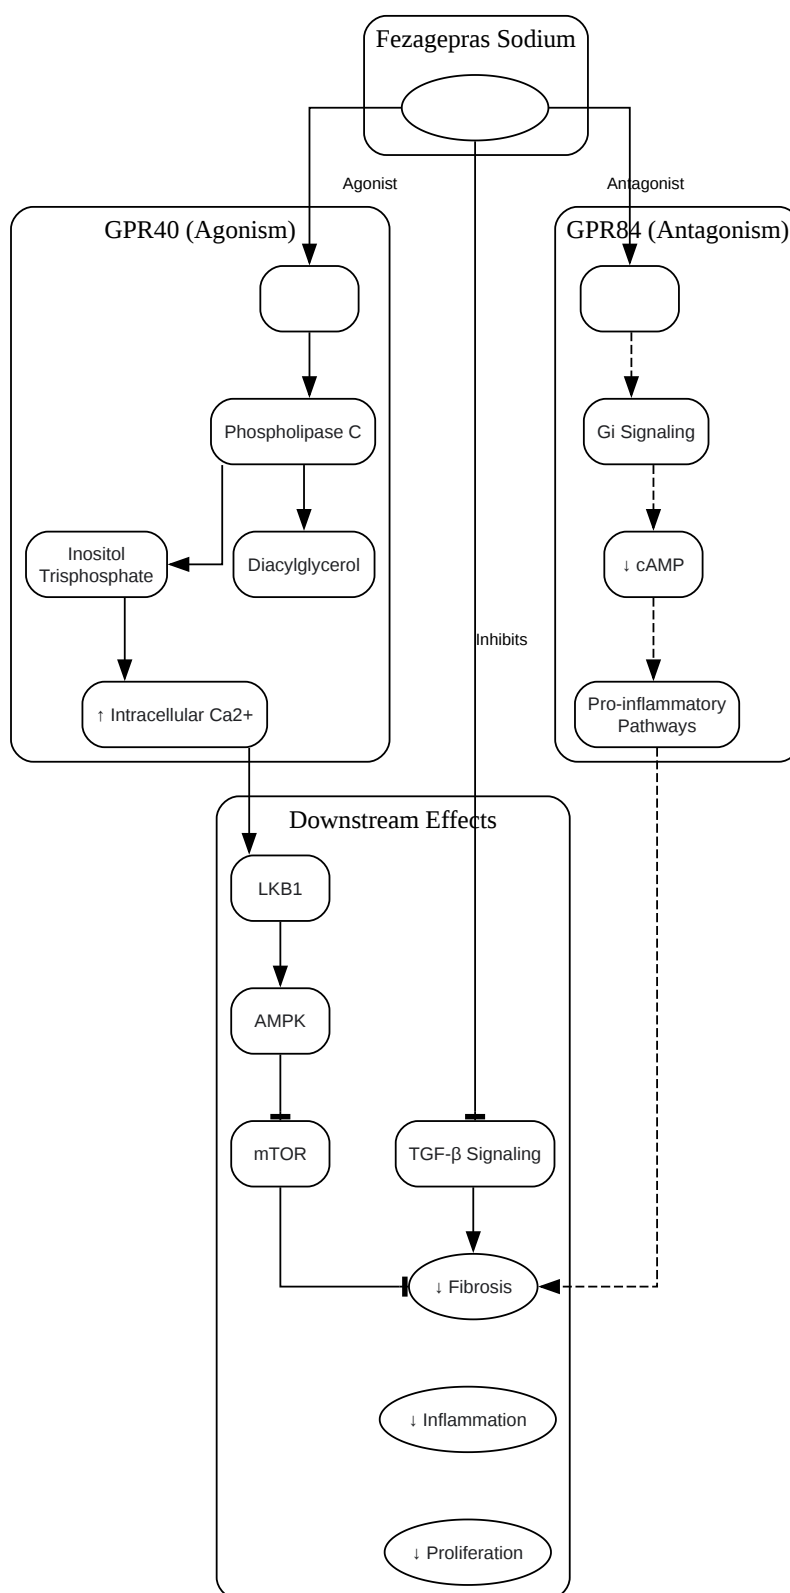 Fezagepras Sodium
Agonist
Antagonist
GPR40 (Agonism)
GPR84 (Antagonism)
Phospholipase C
Gi Signaling
Inositol
Trisphosphate
Diacylglycerol
↓ cAMP
Inhibits
↑ Intracellular Ca2+
Pro-inflammatory
Pathways
Downstream Effects
LKB1
AMPK
mTOR
TGF-β Signaling
↓ Fibrosis
↓ Inflammation
↓ Proliferation